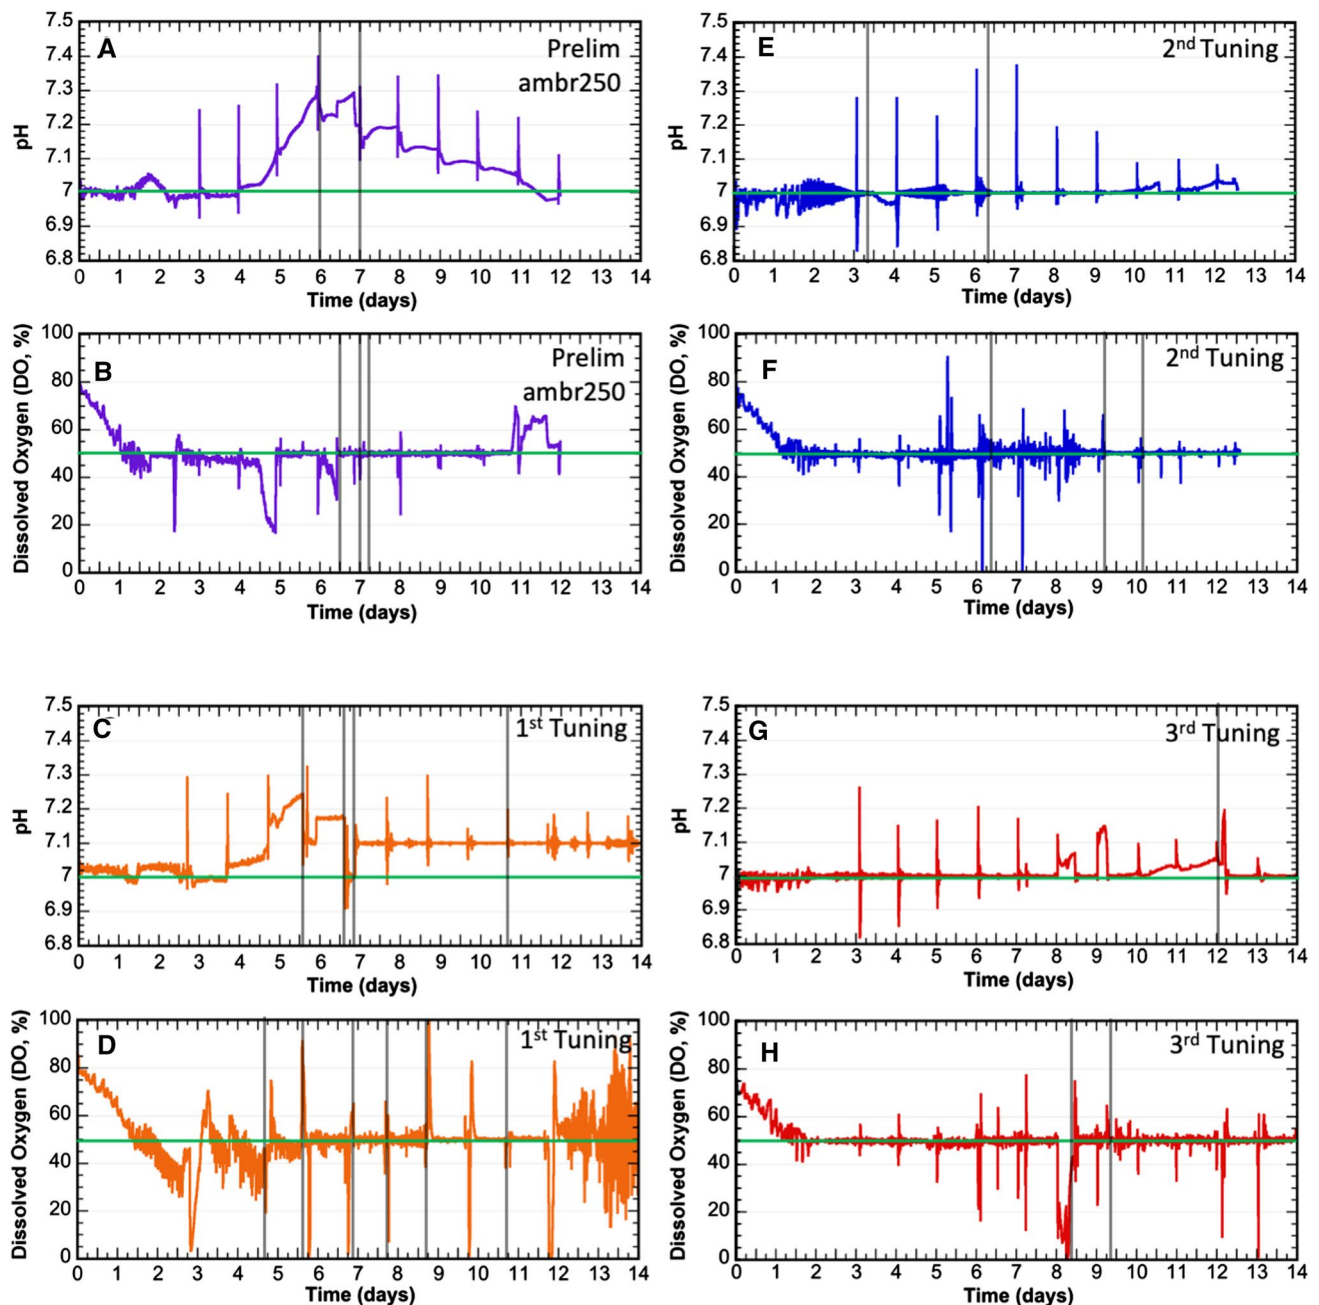 A
Prelim
ambr250
pH
7.5
7.4
7.3
7.2
7.1
7
6.9
6.8
0 1 2 3 4 5 6 7 8 9 10 11 12 13 14
Time (days)
E
2nd Tuning
pH
7.5
7.4
7.3
7.2
7.1
7
6.9
6.8
0 1 2 3 4 5 6 7 8 9 10 11 12 13 14
Time (days)
B
Prelim
ambr250
Dissolved Oxygen (DO, %)
100
80
60
40
20
0
0 1 2 3 4 5 6 7 8 9 10 11 12 13 14
Time (days)
F
2nd Tuning
Dissolved Oxygen (DO, %)
100
80
60
40
20
0
0 1 2 3 4 5 6 7 8 9 10 11 12 13 14
Time (days)
C
1st Tuning
pH
7.5
7.4
7.3
7.2
7.1
7
6.9
6.8
0 1 2 3 4 5 6 7 8 9 10 11 12 13 14
Time (days)
G
3rd Tuning
pH
7.5
7.4
7.3
7.2
7.1
7
6.9
6.8
0 1 2 3 4 5 6 7 8 9 10 11 12 13 14
Time (days)
D
1st Tuning
Dissolved Oxygen (DO, %)
100
80
60
40
20
0
0 1 2 3 4 5 6 7 8 9 10 11 12 13 14
Time (days)
H
3rd Tuning
Dissolved Oxygen (DO, %)
100
80
60
40
20
0
0 1 2 3 4 5 6 7 8 9 10 11 12 13 14
Time (days)